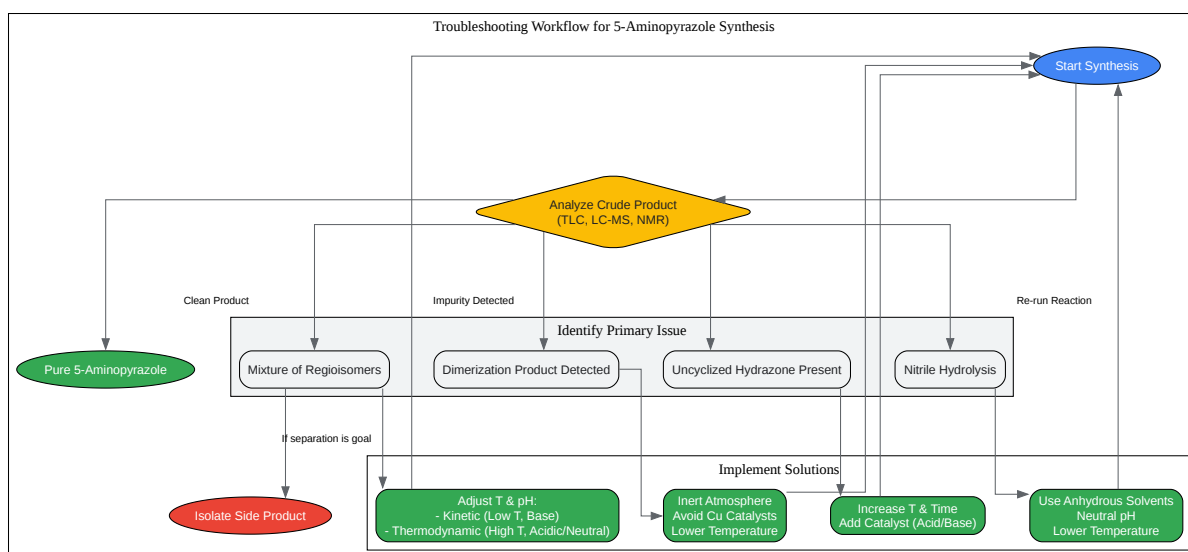 Troubleshooting Workflow for 5-Aminopyrazole Synthesis
Start Synthesis
Analyze Crude Product
(TLC, LC-MS, NMR)
Clean Product
Impurity Detected
Re-run Reaction
Identify Primary Issue
Pure 5-Aminopyrazole
Mixture of Regioisomers
Dimerization Product Detected
Uncyclized Hydrazone Present
Nitrile Hydrolysis
If separation is goal
Implement Solutions
Isolate Side Product
Adjust T & pH:
- Kinetic (Low T, Base)
- Thermodynamic (High T, Acidic/Neutral)
Inert Atmosphere
Avoid Cu Catalysts
Lower Temperature
Increase T & Time
Add Catalyst (Acid/Base)
Use Anhydrous Solvents
Neutral pH
Lower Temperature